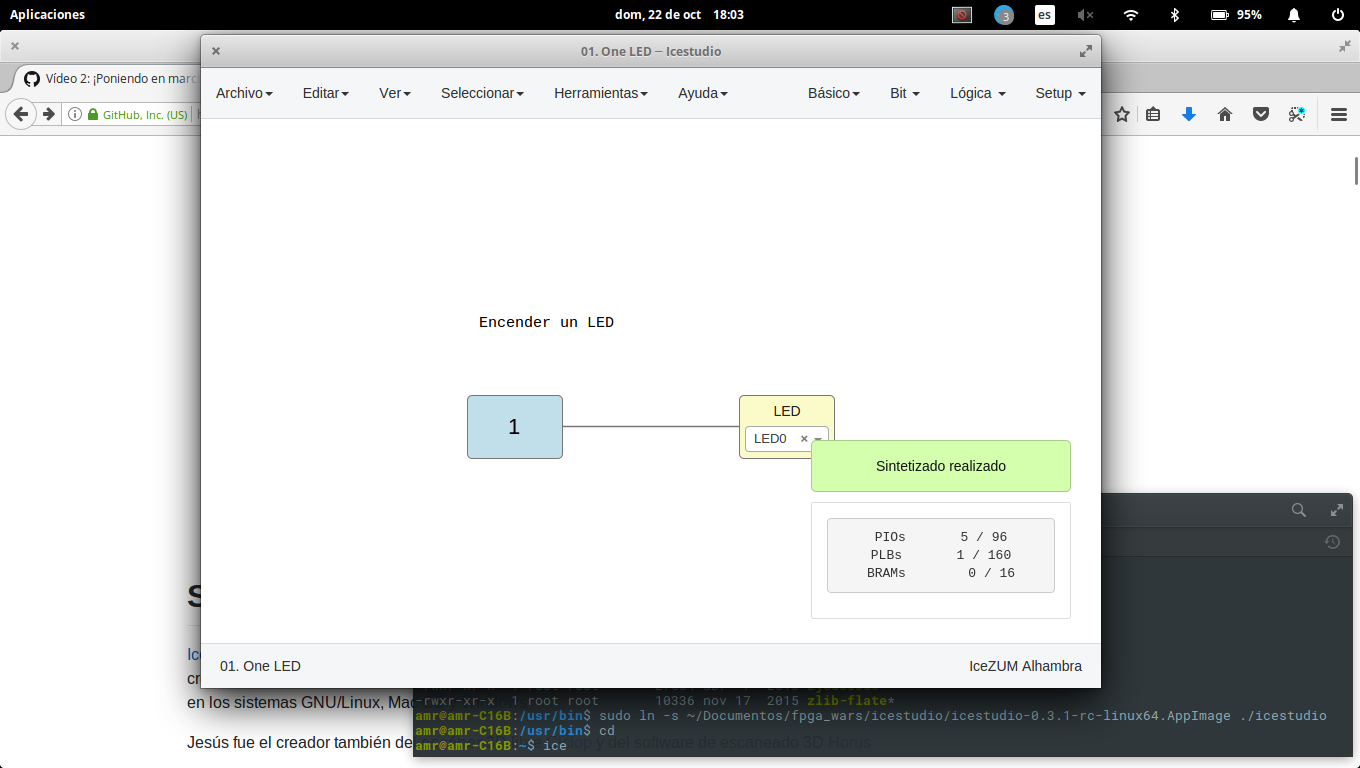 Aplicaciones
dom, 22 de oct 18:03
3
es
95%
01. One LED – Icestudio
Vídeo 2: ¡Poniendo en marc
GitHub, Inc. (US)
Archivo Editar Ver Seleccionar Herramientas Ayuda Básico Bit Lógica Setup
Encender un LED
1
LED
LED0 ×
Sintetizado realizado
PIOs 5 / 96
PLBs 1 / 160
BRAMs 0 / 16
01. One LED
IceZUM Alhambra
S
Ic
cr
en los sistemas GNU/Linux, Mac
Jesús fue el creador también de
y del software de escaneado 3D Horus
-rwxr-xr-x 1 root root 10336 nov 17 2015 zlib-flate*
amr@amr-C16B:/usr/bin$ sudo ln -s ~/Documentos/fpga_wars/icestudio/icestudio-0.3.1-rc-linux64.AppImage ./icestudio
amr@amr-C16B:/usr/bin$ cd
amr@amr-C16B:~$ ice